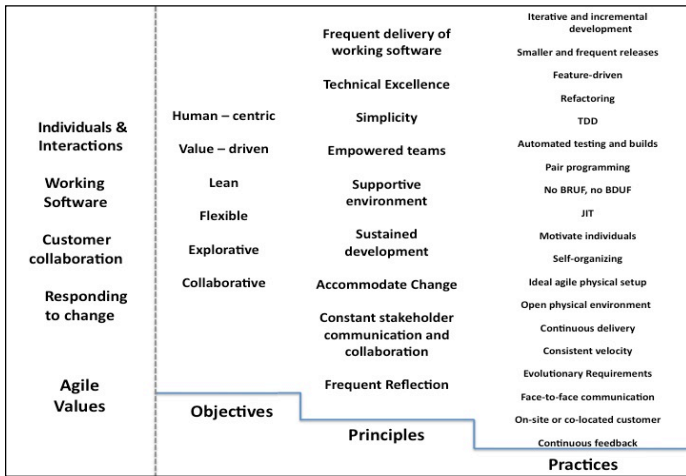 Individuals &
Interactions
Working
Software
Customer
collaboration
Responding
to change
Agile
Values
Human – centric
Value – driven
Lean
Flexible
Explorative
Collaborative
Objectives
Frequent delivery of
working software
Technical Excellence
Simplicity
Empowered teams
Supportive
environment
Sustained
development
Accommodate Change
Constant stakeholder
communication and
collaboration
Frequent Reflection
Principles
Iterative and incremental
development
Smaller and frequent releases
Feature-driven
Refactoring
TDD
Automated testing and builds
Pair programming
No BRUF, no BDUF
JIT
Motivate individuals
Self-organizing
Ideal agile physical setup
Open physical environment
Continuous delivery
Consistent velocity
Evolutionary Requirements
Face-to-face communication
On-site or co-located customer
Continuous feedback
Practices